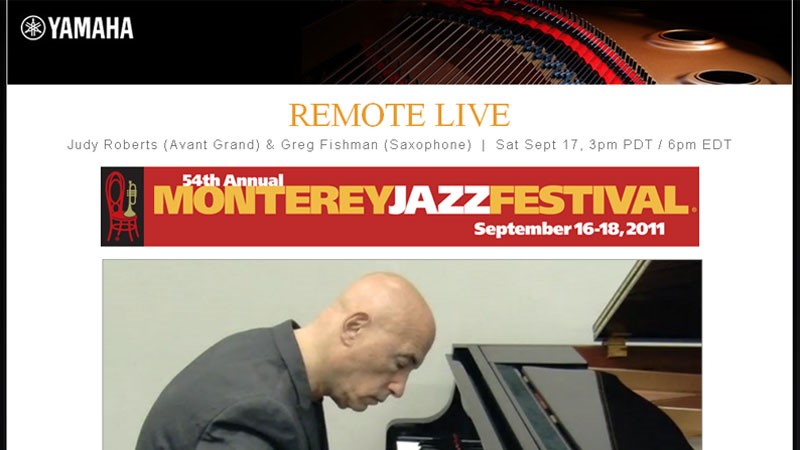 YAMAHA
REMOTE LIVE
Judy Roberts (Avant Grand) & Greg Fishman (Saxophone) | Sat Sept 17, 3pm PDT / 6pm EDT
54th Annual
MONTEREYJAZZFESTIVAL®
September 16-18, 2011